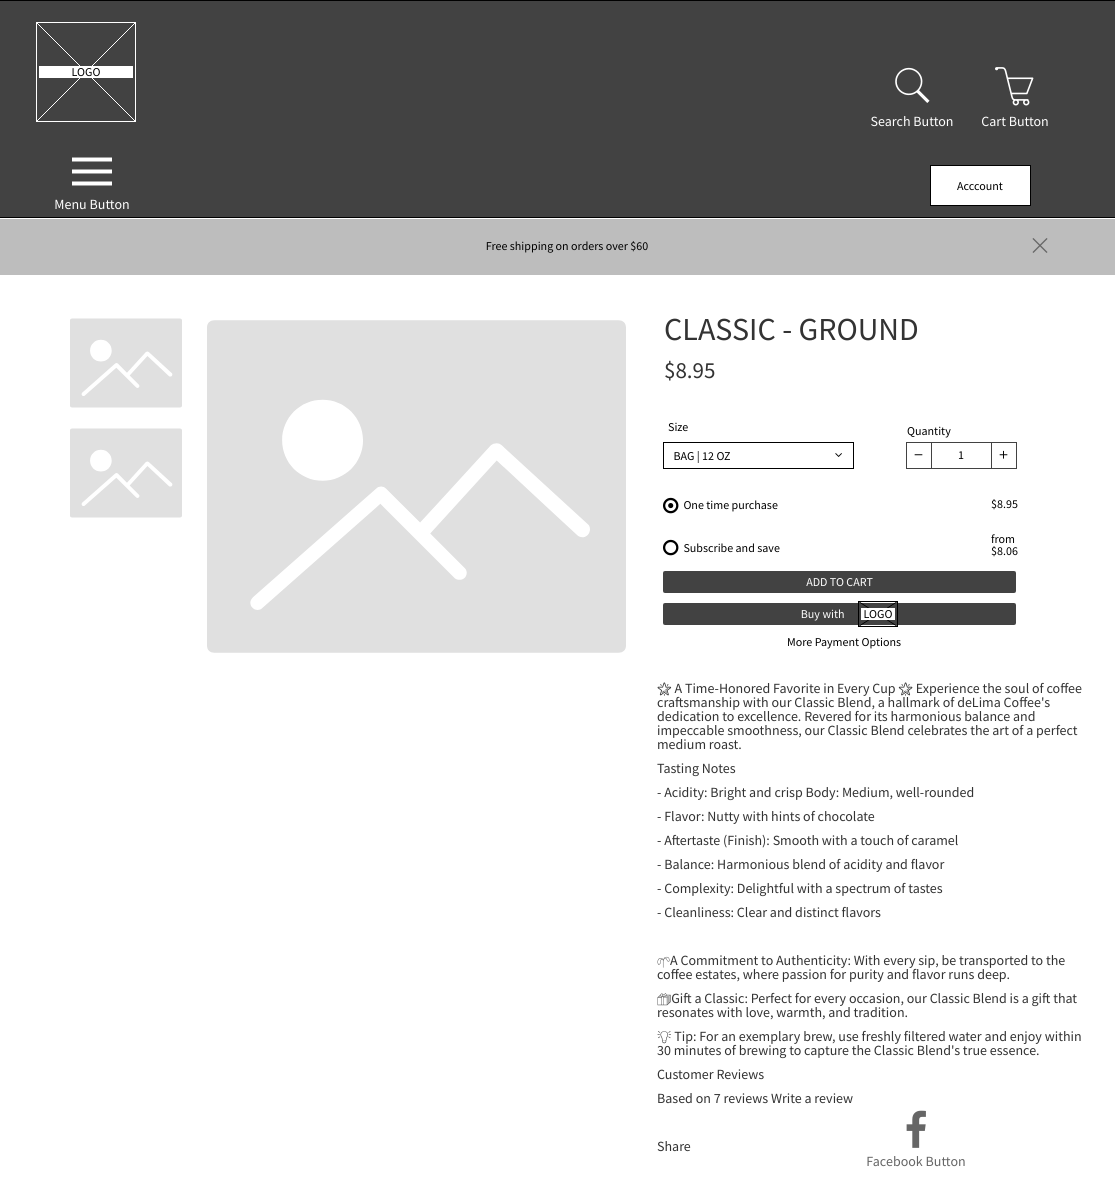 LOGO
Search Button
Cart Button
Menu Button
Acccount
Free shipping on orders over $60
CLASSIC - GROUND
$8.95
Size
Quantity
BAG | 12 OZ
− 1 +
One time purchase
$8.95
Subscribe and save
from
$8.06
ADD TO CART
Buy with LOGO
More Payment Options
🌟 A Time-Honored Favorite in Every Cup 🌟 Experience the soul of coffee
craftsmanship with our Classic Blend, a hallmark of deLima Coffee's
dedication to excellence. Revered for its harmonious balance and
impeccable smoothness, our Classic Blend celebrates the art of a perfect
medium roast.
Tasting Notes
- Acidity: Bright and crisp Body: Medium, well-rounded
- Flavor: Nutty with hints of chocolate
- Aftertaste (Finish): Smooth with a touch of caramel
- Balance: Harmonious blend of acidity and flavor
- Complexity: Delightful with a spectrum of tastes
- Cleanliness: Clear and distinct flavors
🌱A Commitment to Authenticity: With every sip, be transported to the
coffee estates, where passion for purity and flavor runs deep.
🎁Gift a Classic: Perfect for every occasion, our Classic Blend is a gift that
resonates with love, warmth, and tradition.
💡 Tip: For an exemplary brew, use freshly filtered water and enjoy within
30 minutes of brewing to capture the Classic Blend's true essence.
Customer Reviews
Based on 7 reviews Write a review
Share
Facebook Button